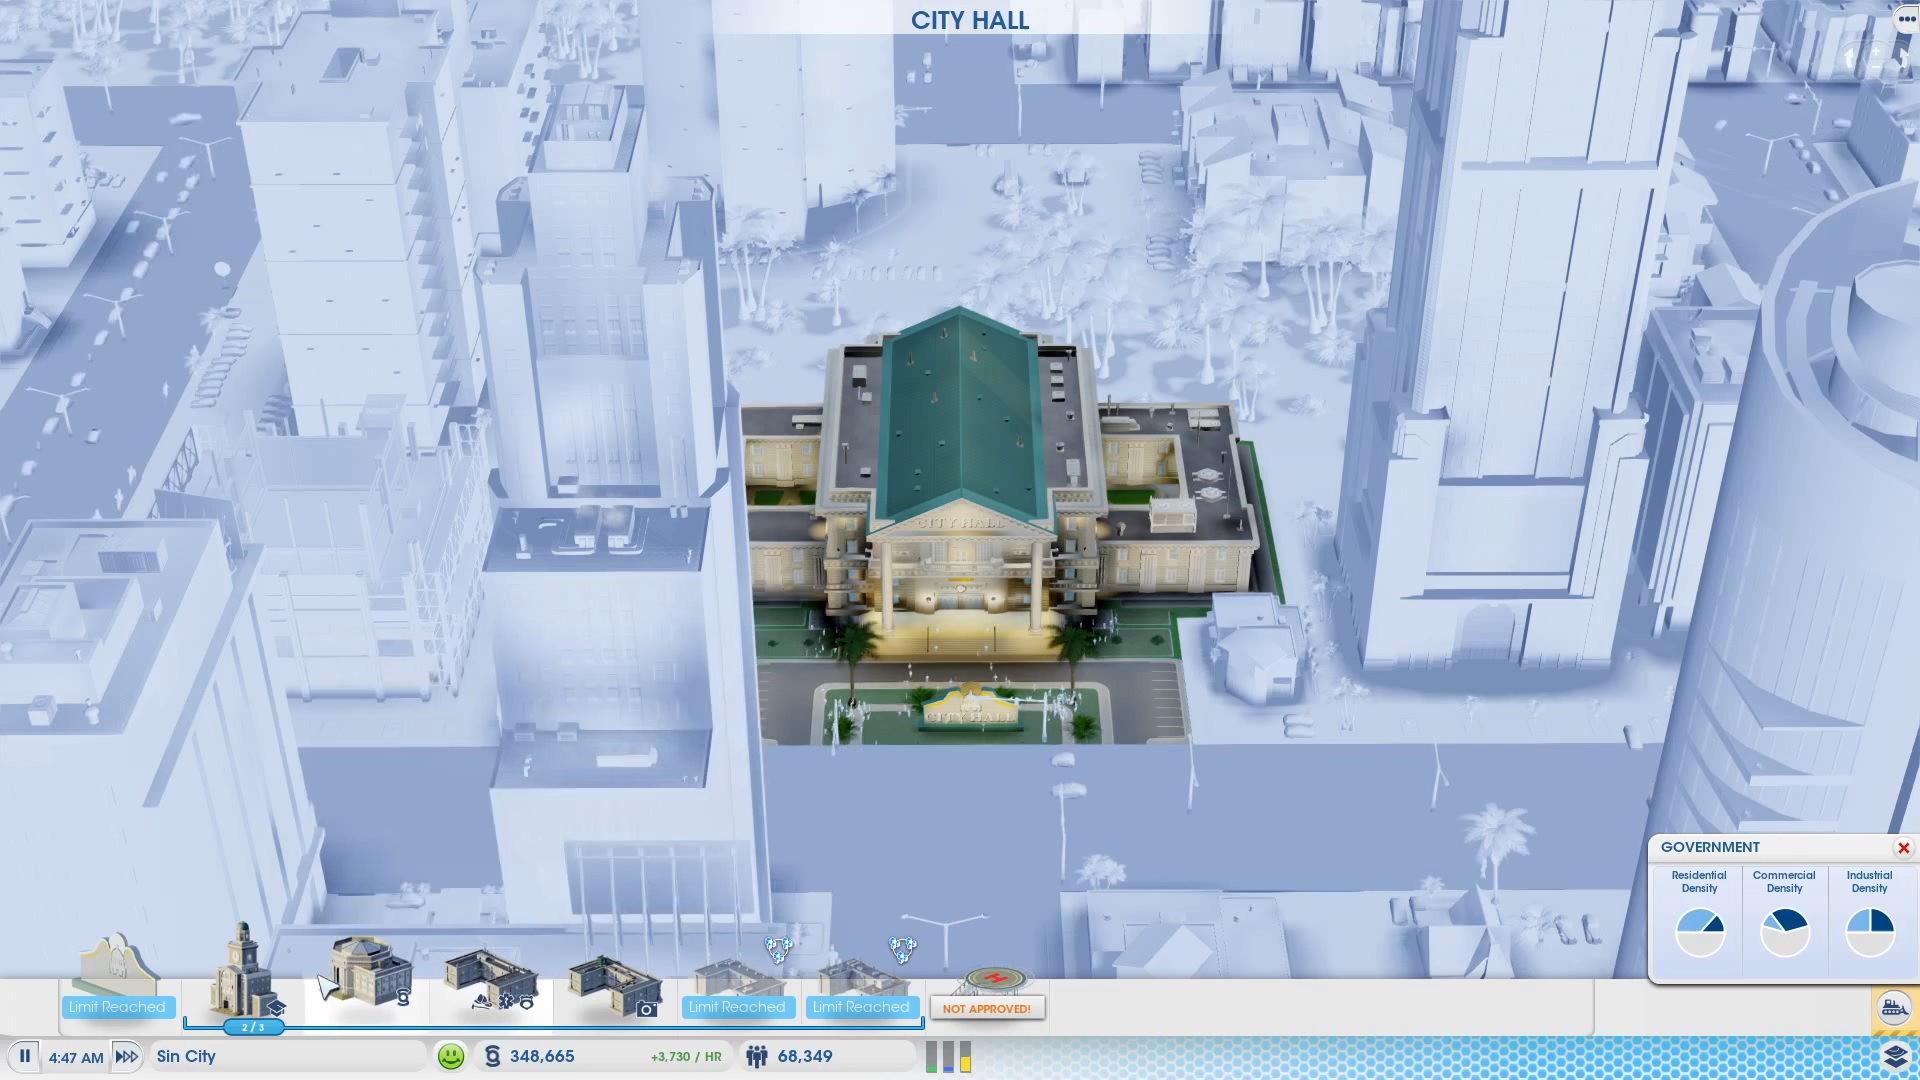 CITY HALL
CITY HALL
CITY HALL
GOVERNMENT
Residential Density
Commercial Density
Industrial Density
Limit Reached
Limit Reached
Limit Reached
NOT APPROVED!
2 / 3
4:47 AM
Sin City
348,665
+3,730 / HR
68,349